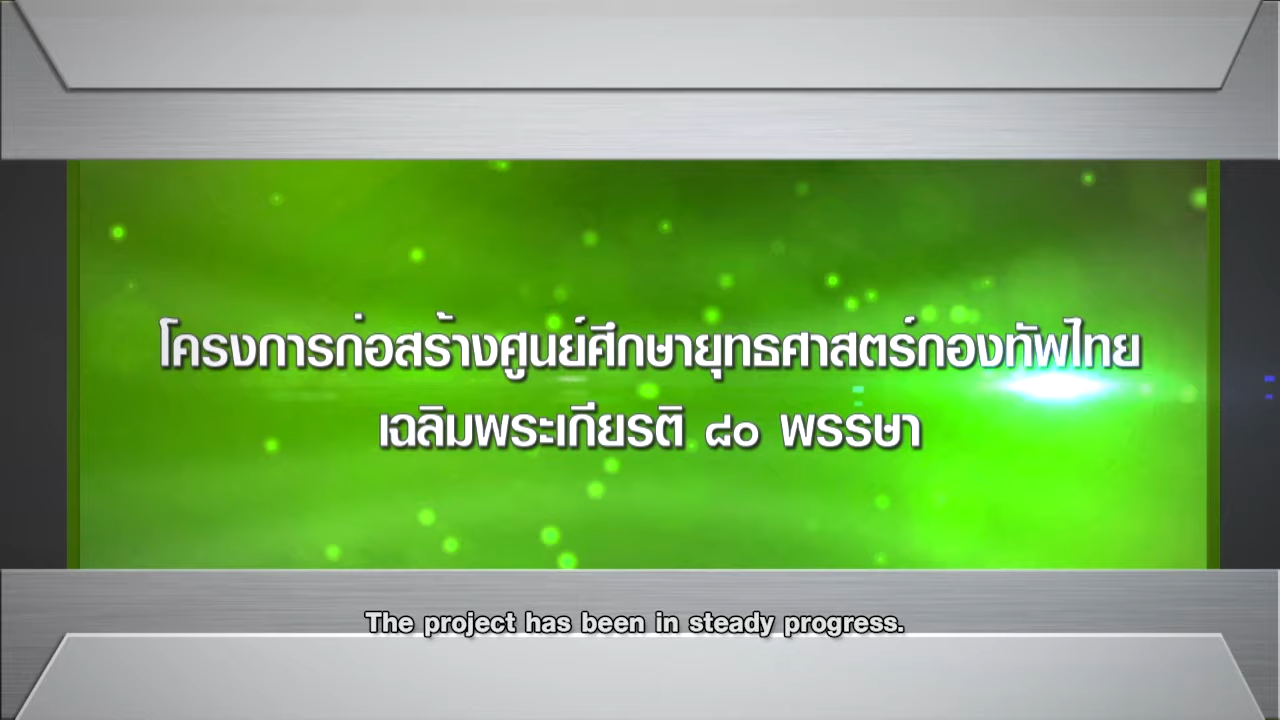 โครงการก่อสร้างศูนย์ศึกษายุทธศาสตร์กองทัพไทย
เฉลิมพระเกียรติ ๘๐ พรรษา
The project has been in steady progress.